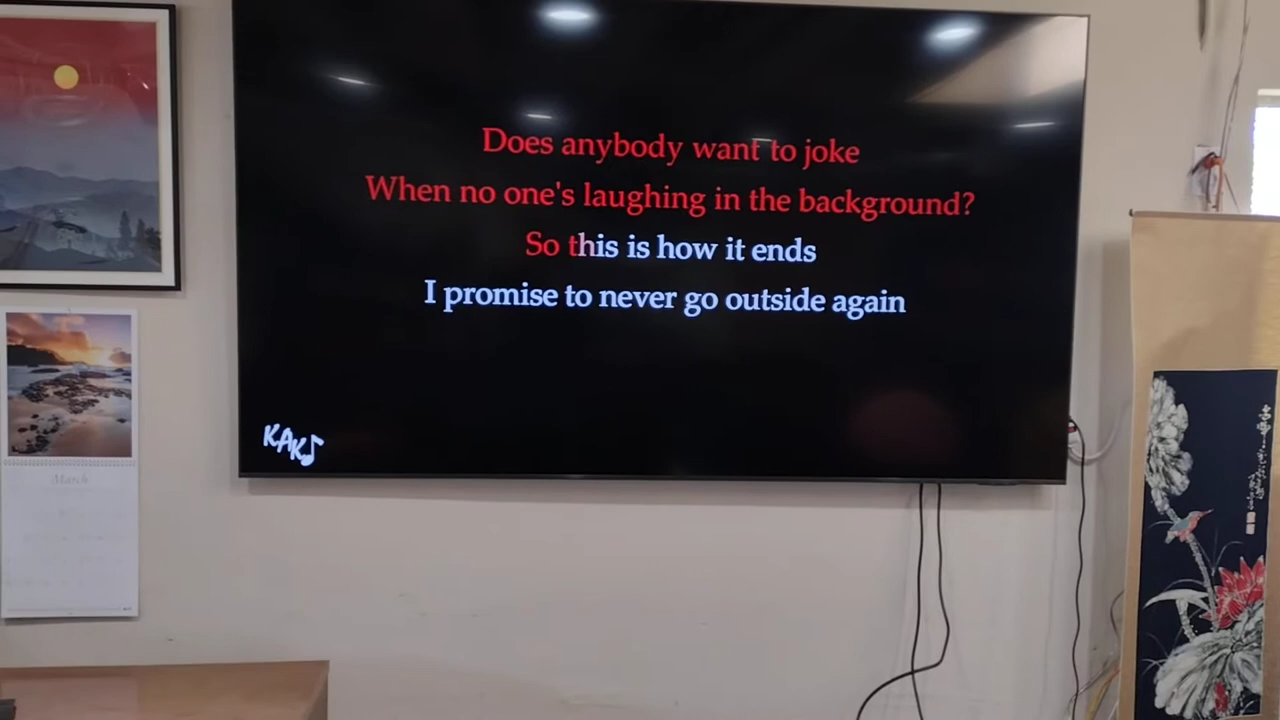 Does anybody want to joke
When no one's laughing in the background?
So this is how it ends
I promise to never go outside again
KAK
March